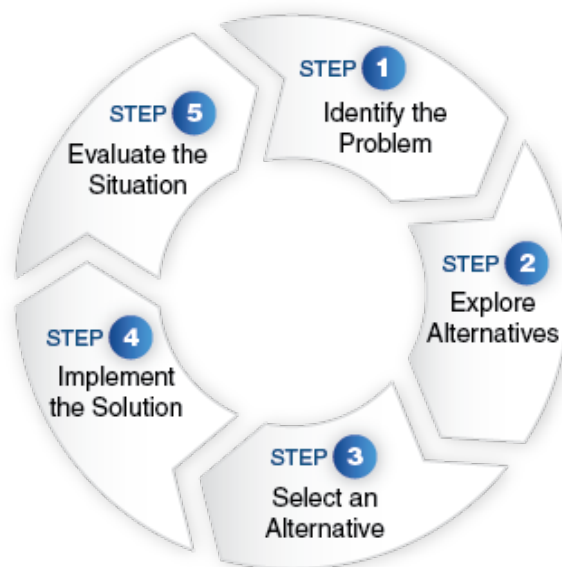 STEP 1
Identify the
Problem
STEP 2
Explore
Alternatives
STEP 3
Select an
Alternative
STEP 4
Implement
the Solution
STEP 5
Evaluate the
Situation